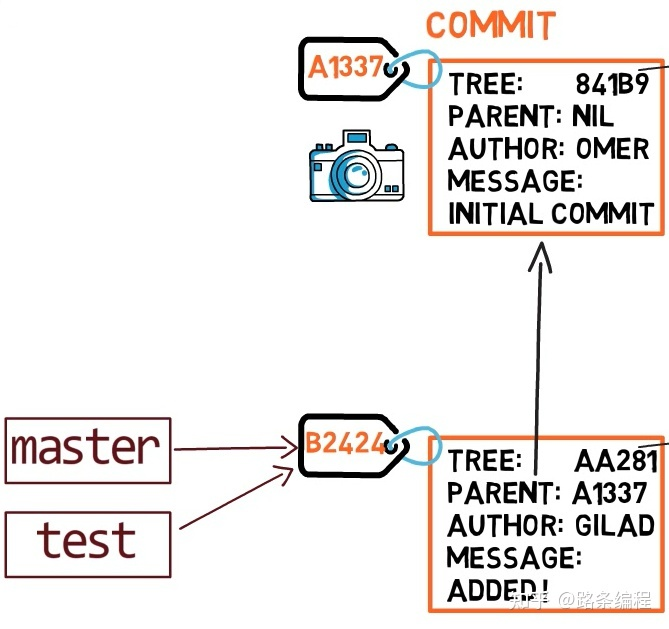 COMMIT
A1337
TREE: 841B9
PARENT: NIL
AUTHOR: OMER
MESSAGE:
INITIAL COMMIT
master
test
B2424
TREE: AA281
PARENT: A1337
AUTHOR: GILAD
MESSAGE:
ADDED!
知乎 @路条编程